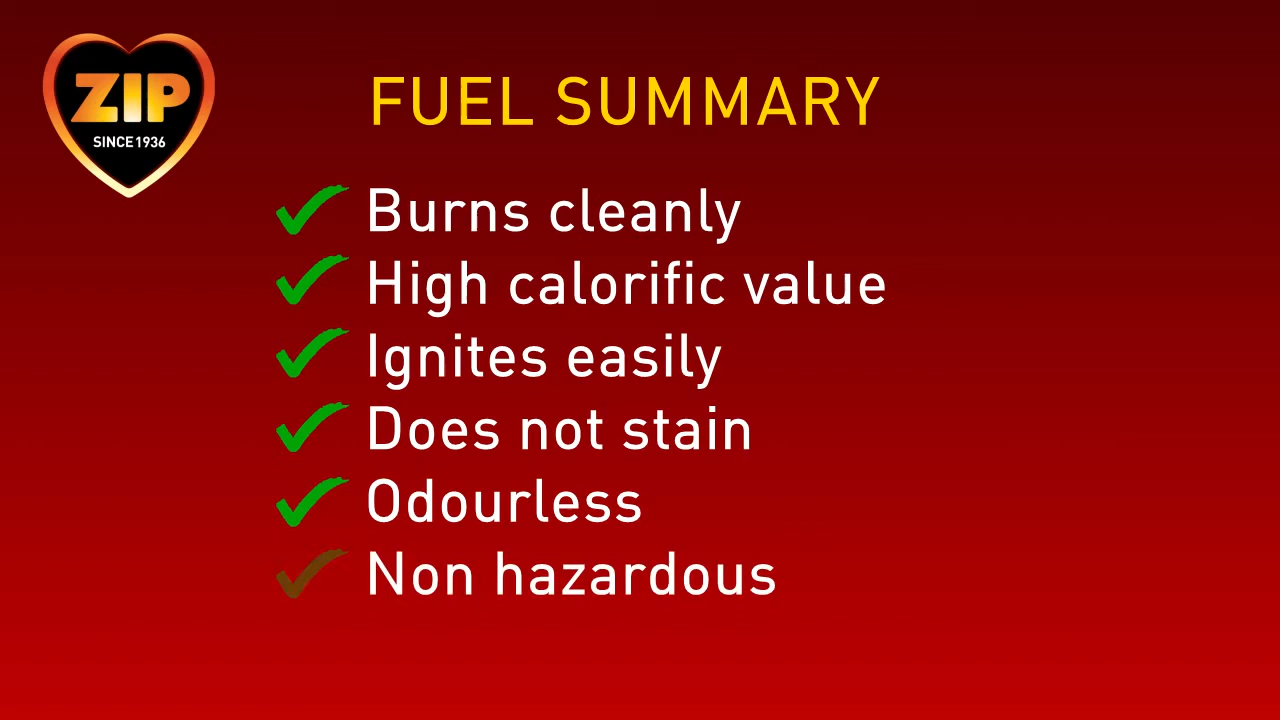 ZIP
SINCE 1936
FUEL SUMMARY
Burns cleanly
High calorific value
Ignites easily
Does not stain
Odourless
Non hazardous